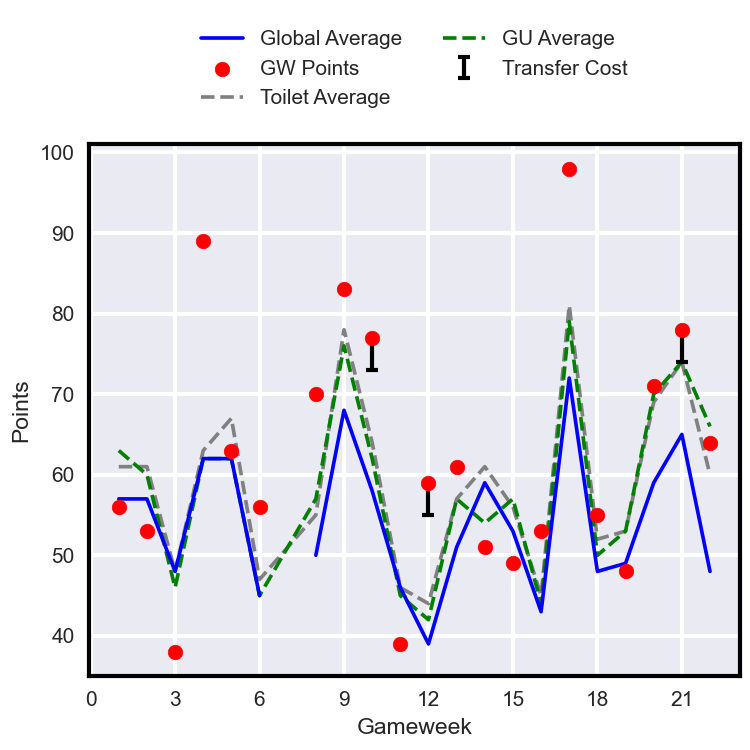 Global Average
GW Points
Toilet Average
GU Average
Transfer Cost
100
90
80
70
60
50
40
Points
0 3 6 9 12 15 18 21
Gameweek